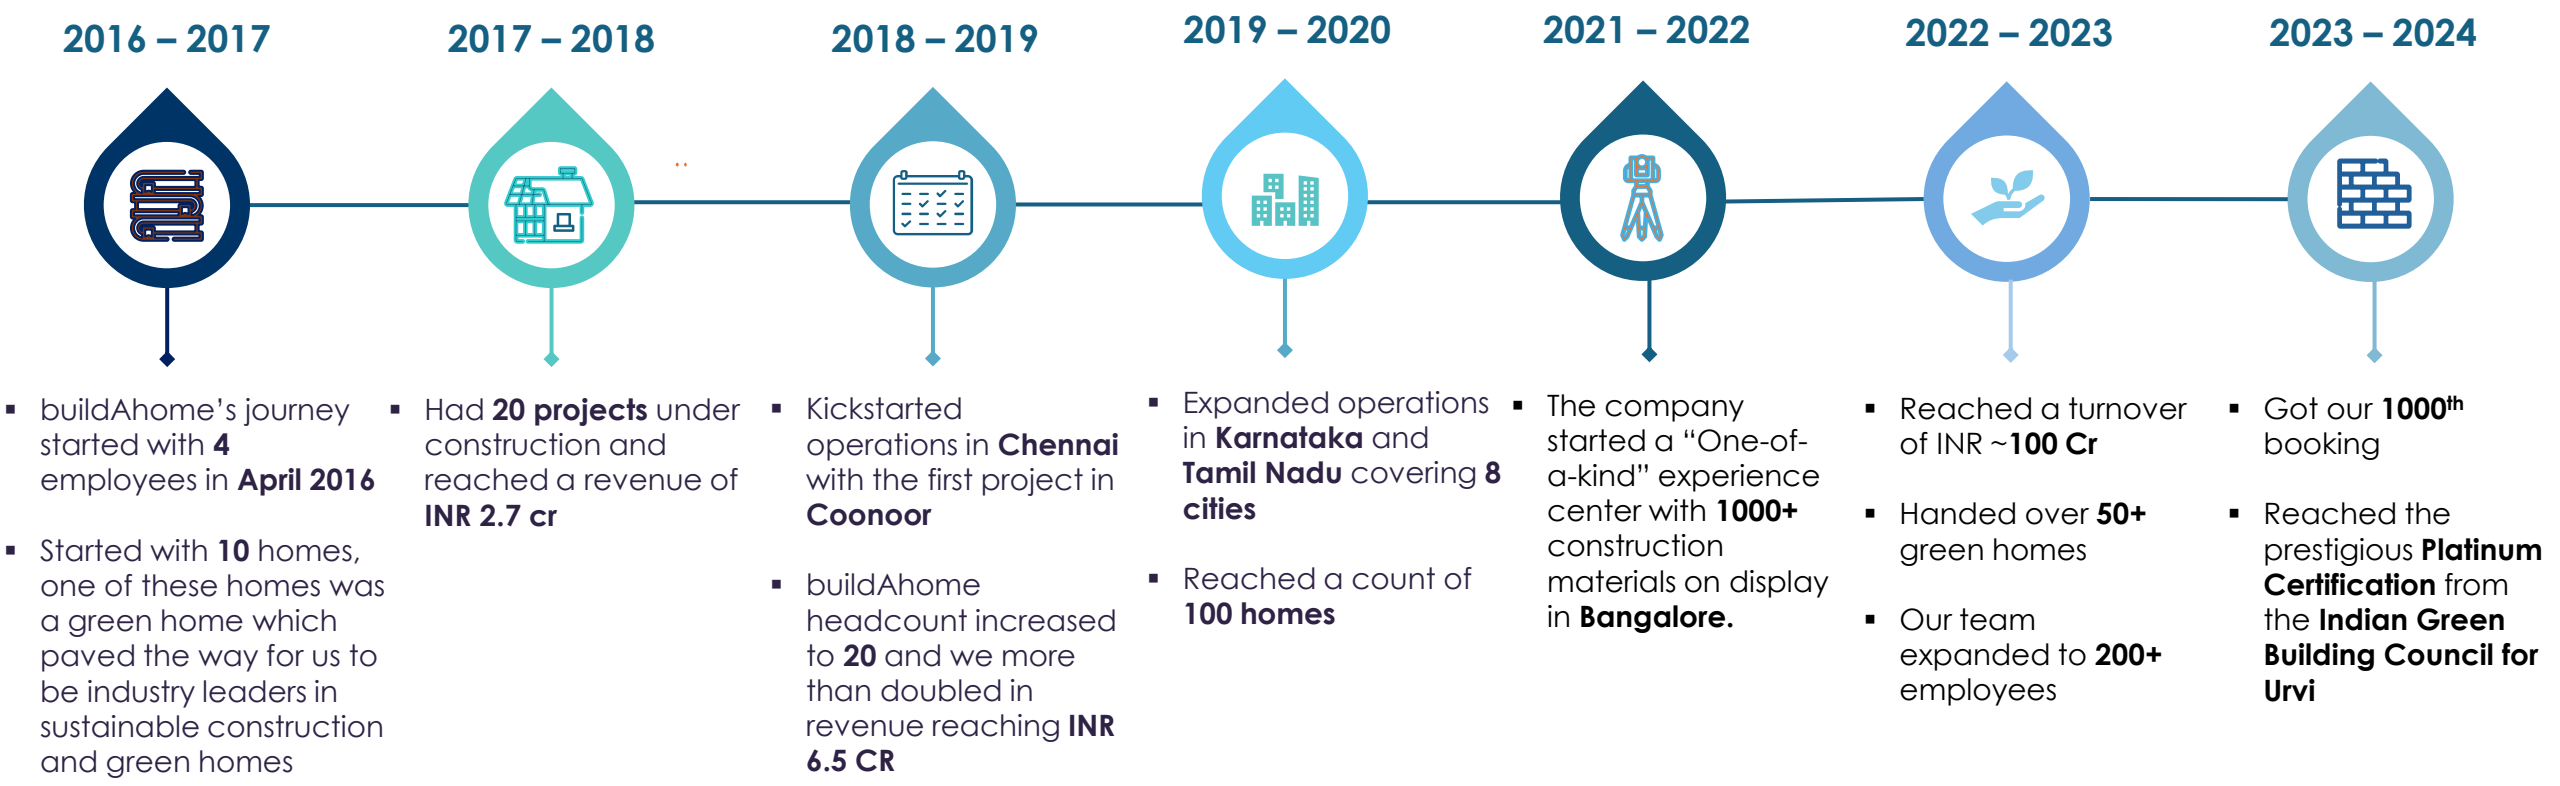 2016 – 2017
2017 – 2018
2018 – 2019
2019 – 2020
2021 – 2022
2022 – 2023
2023 – 2024
▪ buildAhome’s journey
started with 4
employees in April 2016
▪ Started with 10 homes,
one of these homes was
a green home which
paved the way for us to
be industry leaders in
sustainable construction
and green homes
▪ Had 20 projects under
construction and
reached a revenue of
INR 2.7 cr
▪ Kickstarted
operations in Chennai
with the first project in
Coonoor
▪ buildAhome
headcount increased
to 20 and we more
than doubled in
revenue reaching INR
6.5 CR
▪ Expanded operations
in Karnataka and
Tamil Nadu covering 8
cities
▪ Reached a count of
100 homes
▪ The company
started a “One-of-
a-kind” experience
center with 1000+
construction
materials on display
in Bangalore.
▪ Reached a turnover
of INR ~100 Cr
▪ Handed over 50+
green homes
▪ Our team
expanded to 200+
employees
▪ Got our 1000th
booking
▪ Reached the
prestigious Platinum
Certification from
the Indian Green
Building Council for
Urvi